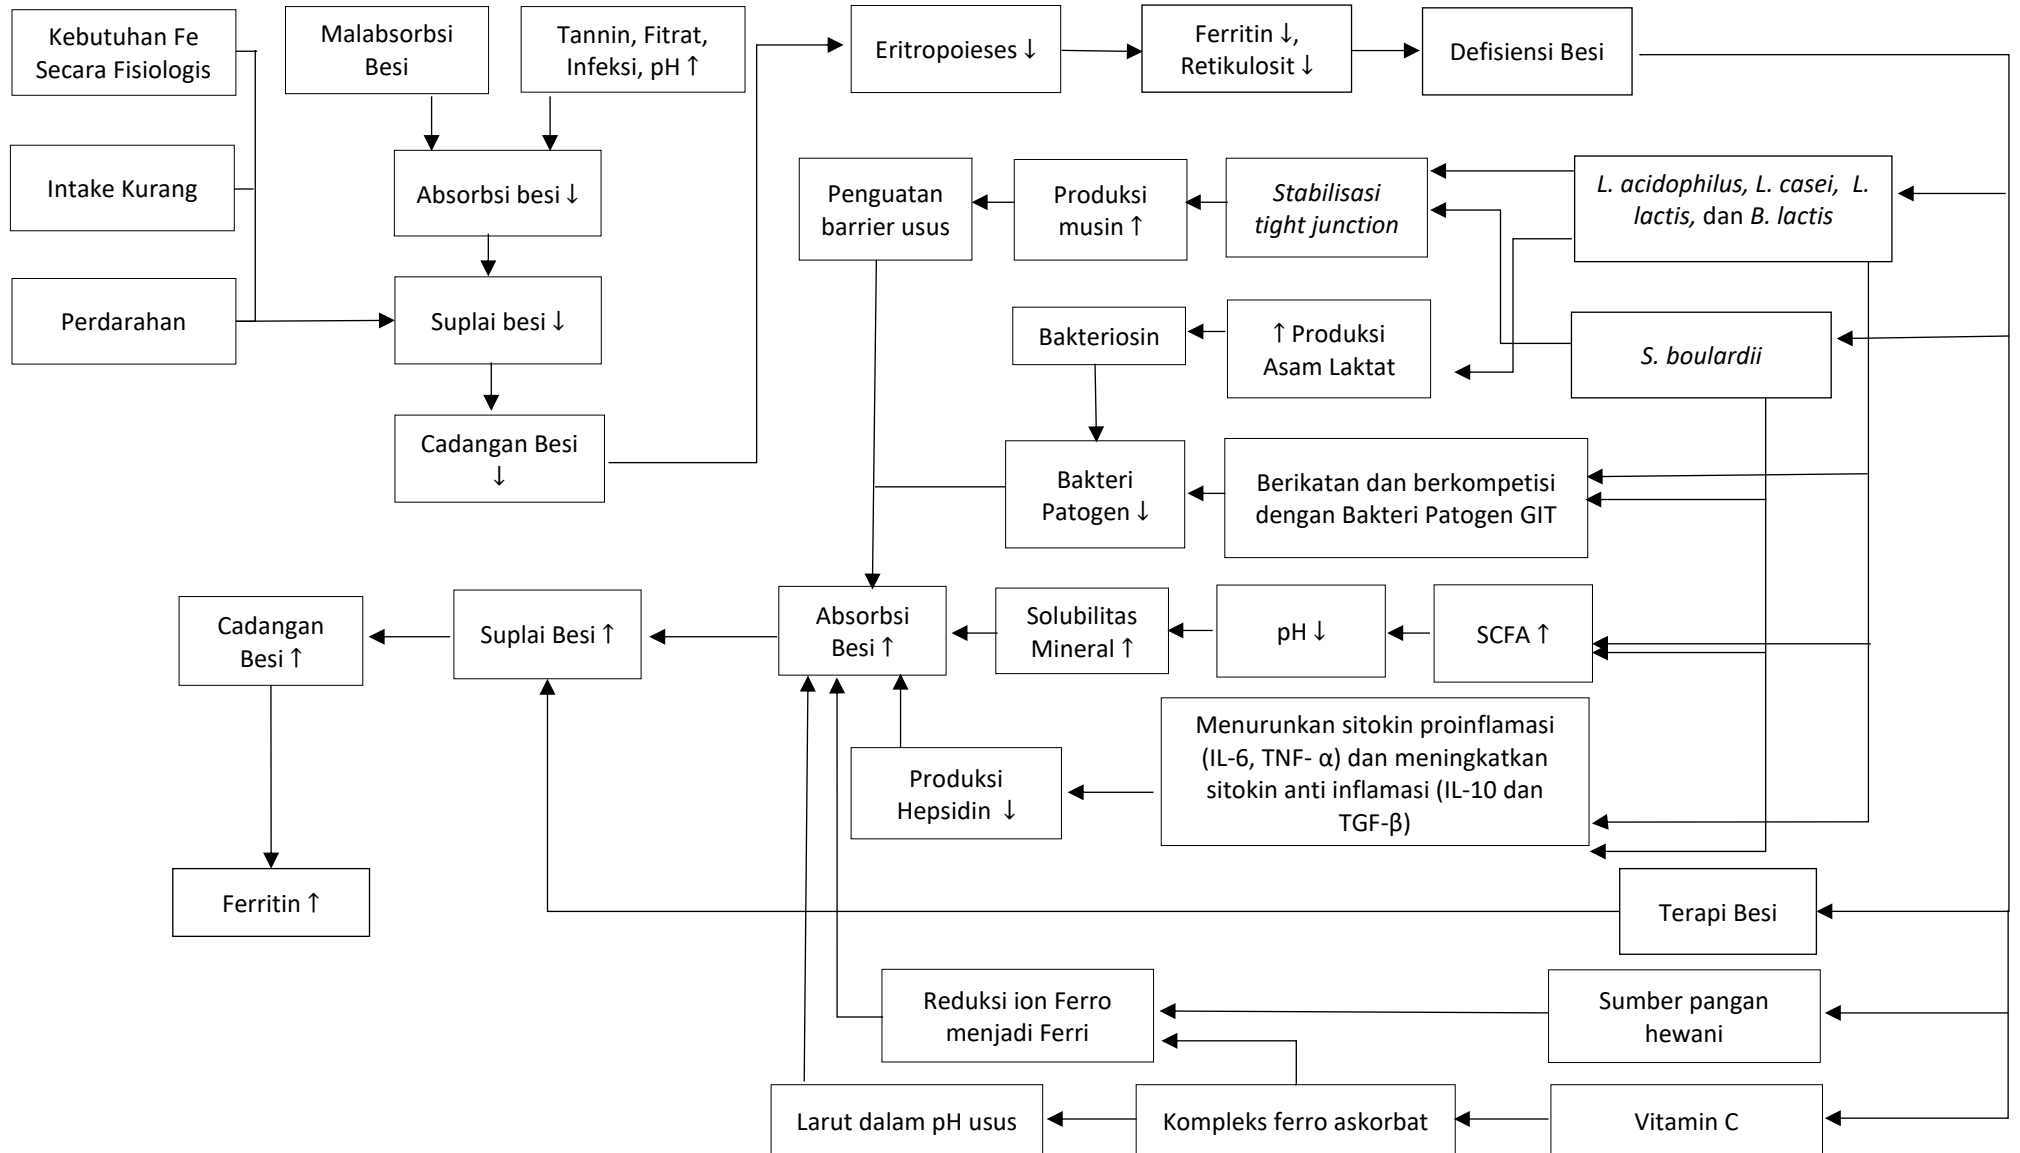 Kebutuhan Fe
Secara Fisiologis
Malabsorbsi
Besi
Tannin, Fitrat,
Infeksi, pH ↑
Eritropoieses ↓
Ferritin ↓,
Retikulosit ↓
Defisiensi Besi
Intake Kurang
Absorbsi besi ↓
Penguatan
barrier usus
Produksi
musin ↑
Stabilisasi
tight junction
L. acidophilus, L. casei, L.
lactis, dan B. lactis
Perdarahan
Suplai besi ↓
Bakteriosin
↑ Produksi
Asam Laktat
S. boulardii
Cadangan Besi
↓
Bakteri
Patogen ↓
Berikatan dan berkompetisi
dengan Bakteri Patogen GIT
Cadangan
Besi ↑
Suplai Besi ↑
Absorbsi
Besi ↑
Solubilitas
Mineral ↑
pH ↓
SCFA ↑
Produksi
Hepsidin ↓
Menurunkan sitokin proinflamasi
(IL-6, TNF- α) dan meningkatkan
sitokin anti inflamasi (IL-10 dan
TGF-β)
Ferritin ↑
Terapi Besi
Reduksi ion Ferro
menjadi Ferri
Sumber pangan
hewani
Larut dalam pH usus
Kompleks ferro askorbat
Vitamin C